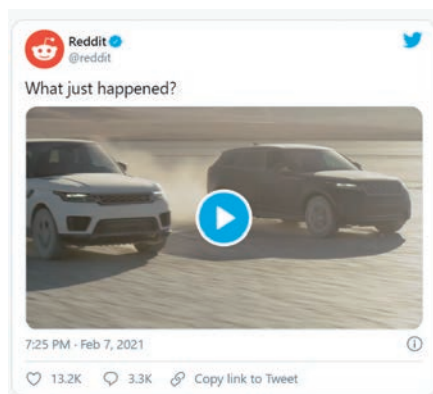 Reddit
@reddit
What just happened?
7:25 PM · Feb 7, 2021
13.2K 3.3K Copy link to Tweet